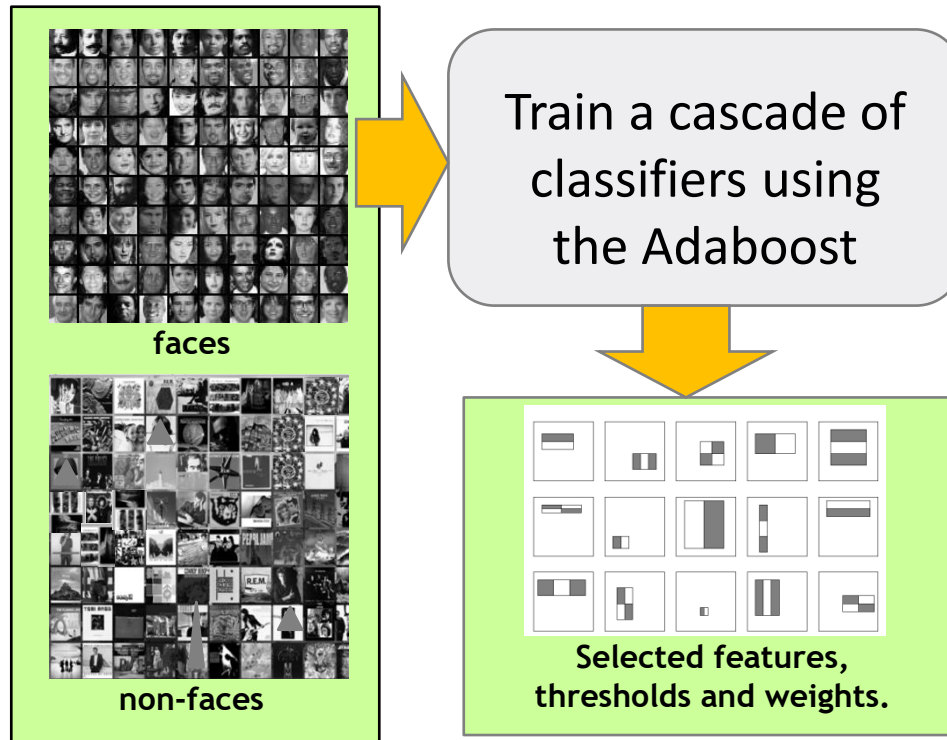 faces
non-faces
Train a cascade of
classifiers using
the Adaboost
R.E.M.
Selected features,
thresholds and weights.